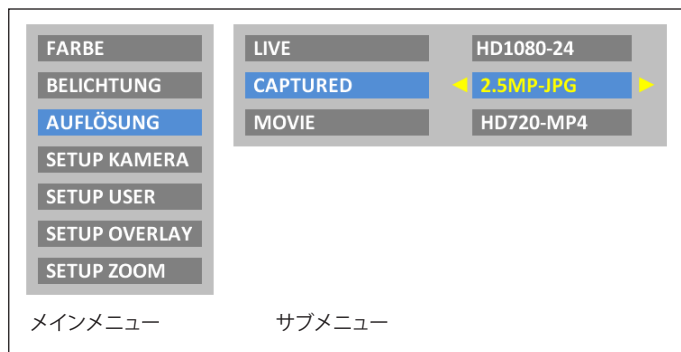 FARBE
BELICHTUNG
AUFLÖSUNG
SETUP KAMERA
SETUP USER
SETUP OVERLAY
SETUP ZOOM
LIVE HD1080-24
CAPTURED ◀ 2.5MP-JPG ▶
MOVIE HD720-MP4
メインメニュー サブメニュー